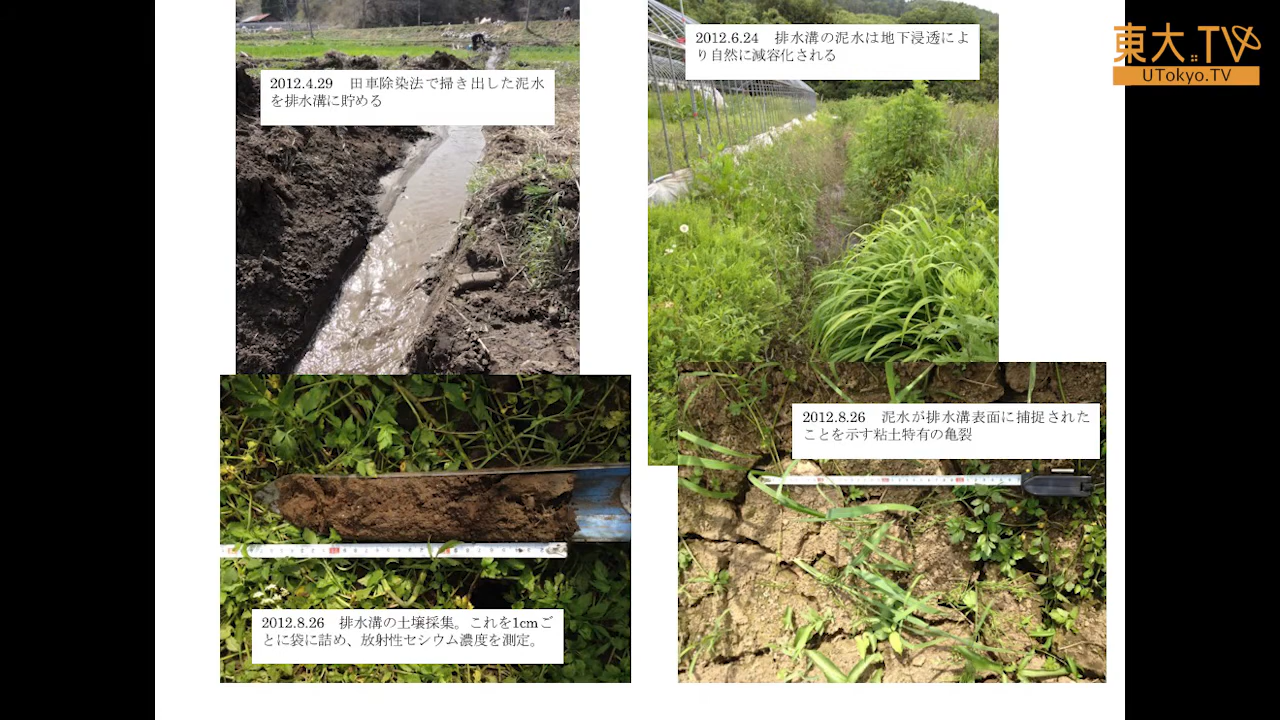 2012.4.29 田車除染法で掃き出した泥水
を排水溝に貯める
2012.6.24 排水溝の泥水は地下浸透によ
り自然に減容化される
東大TV
UTokyo.TV
2012.8.26 泥水が排水溝表面に捕捉された
ことを示す粘土特有の亀裂
2012.8.26 排水溝の土壌採集。これを1cmご
とに袋に詰め、放射性セシウム濃度を測定。